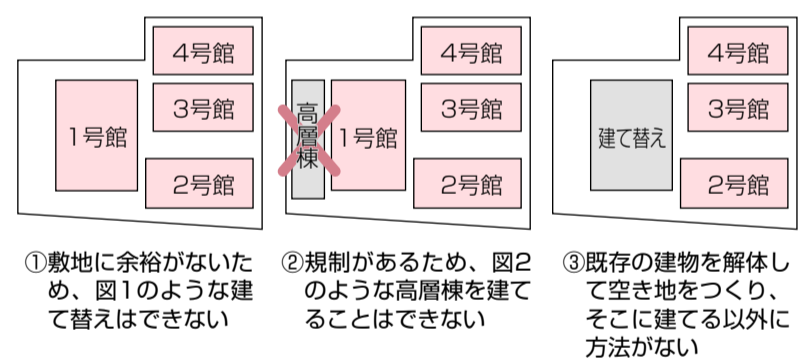 4号館
3号館
1号館
2号館
①敷地に余裕がないた
め、図1のような建
て替えはできない
4号館
3号館
高層棟
1号館
2号館
②規制があるため、図2
のような高層棟を建て
ることはできない
4号館
3号館
建て替え
2号館
③既存の建物を解体し
て空き地をつくり、
そこに建てる以外に
方法がない